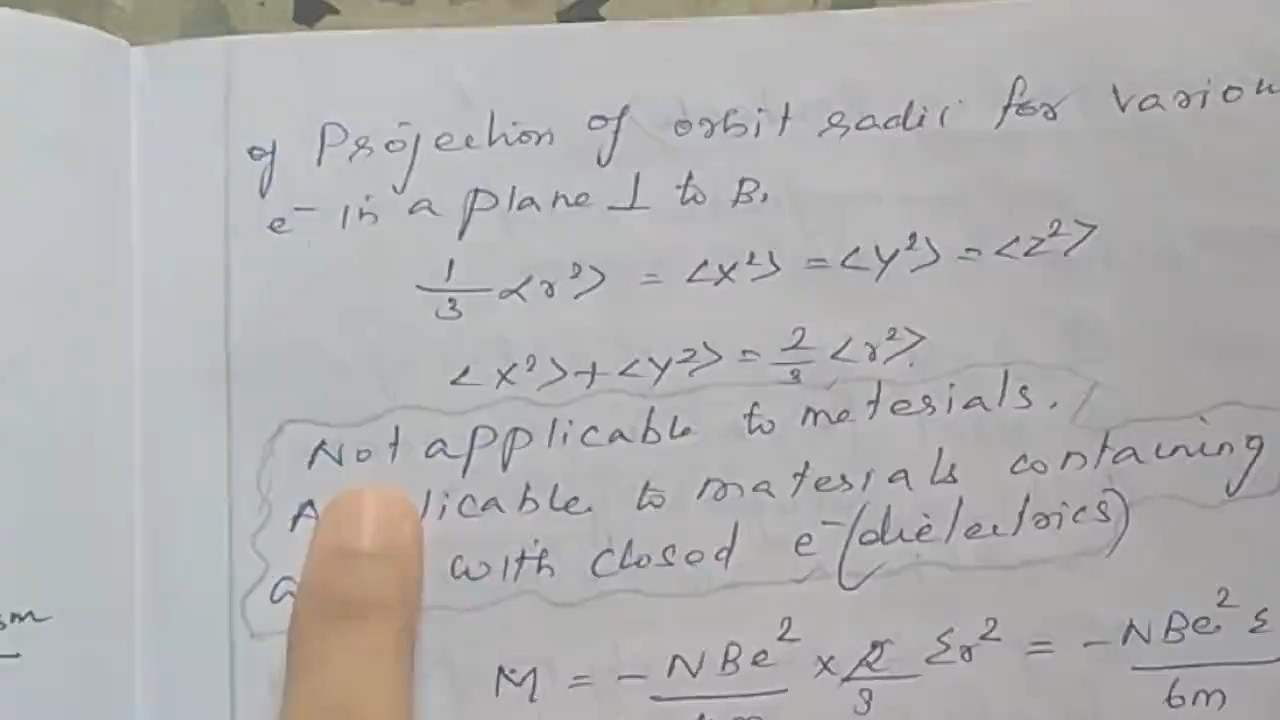 of Projection of orbit radii for variou
e⁻ in a plane ⊥ to B.
1/3 <r²> = <x²> = <y²> = <z²>
<x²>+<y²> = 2/3 <r²>.
Not applicable to materials.
licable to materials containing
with closed e⁻ (dielectrics)
sm
M = -NBe²/ × 2/3 Σr² = -NBe² Σ/6m